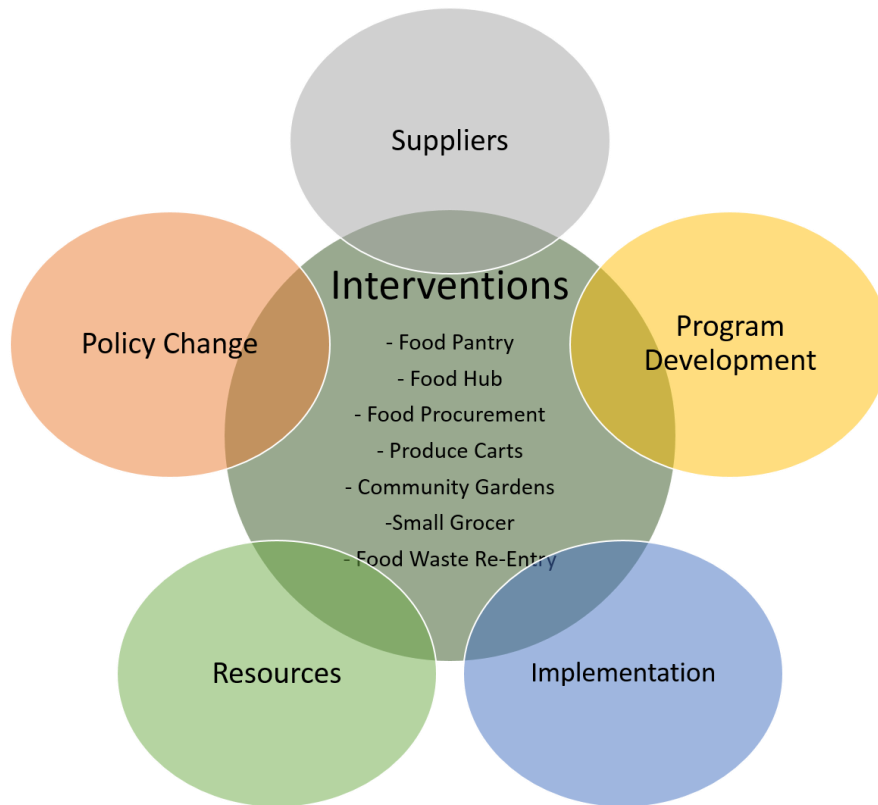 Suppliers
Interventions
Policy Change
Program
Development
- Food Pantry
- Food Hub
- Food Procurement
- Produce Carts
- Community Gardens
-Small Grocer
- Food Waste Re-Entry
Resources
Implementation